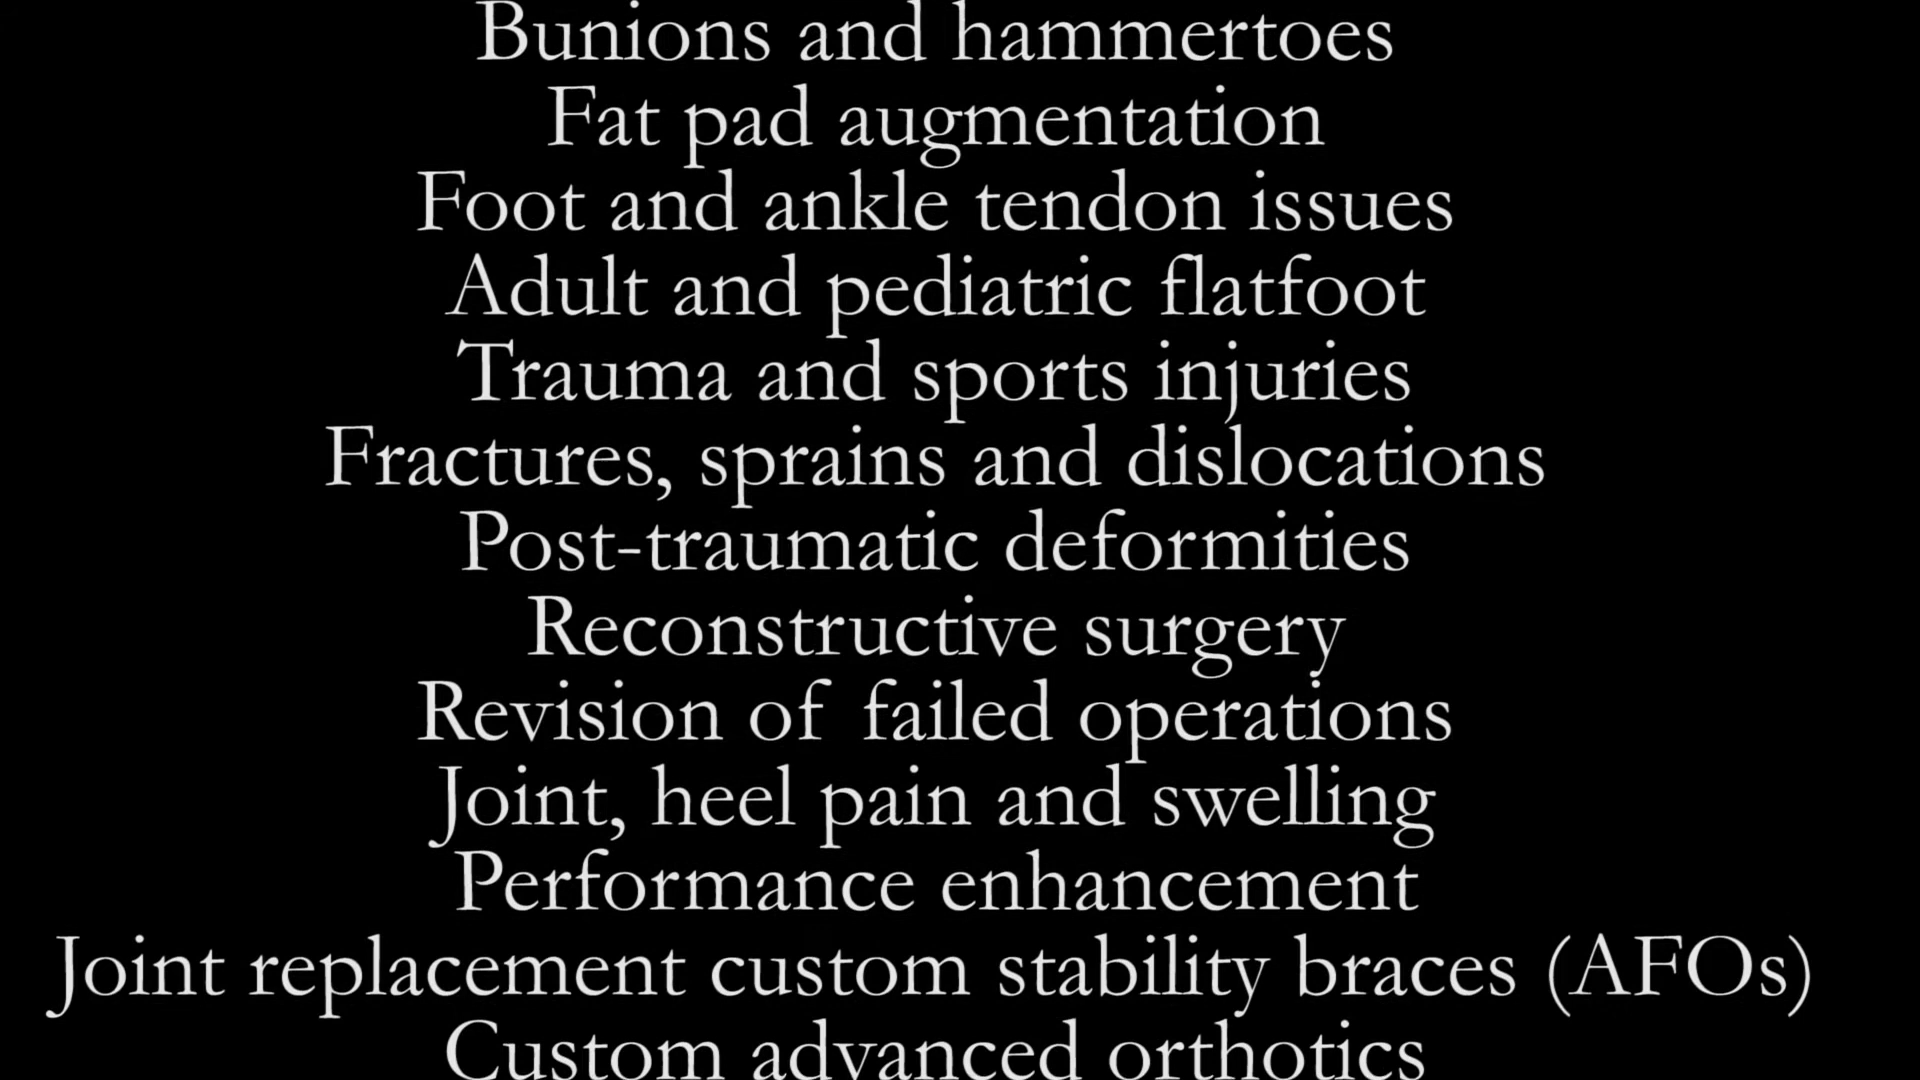 Bunions and hammertoes
Fat pad augmentation
Foot and ankle tendon issues
Adult and pediatric flatfoot
Trauma and sports injuries
Fractures, sprains and dislocations
Post-traumatic deformities
Reconstructive surgery
Revision of failed operations
Joint, heel pain and swelling
Performance enhancement
Joint replacement custom stability braces (AFOs)
Custom advanced orthotics